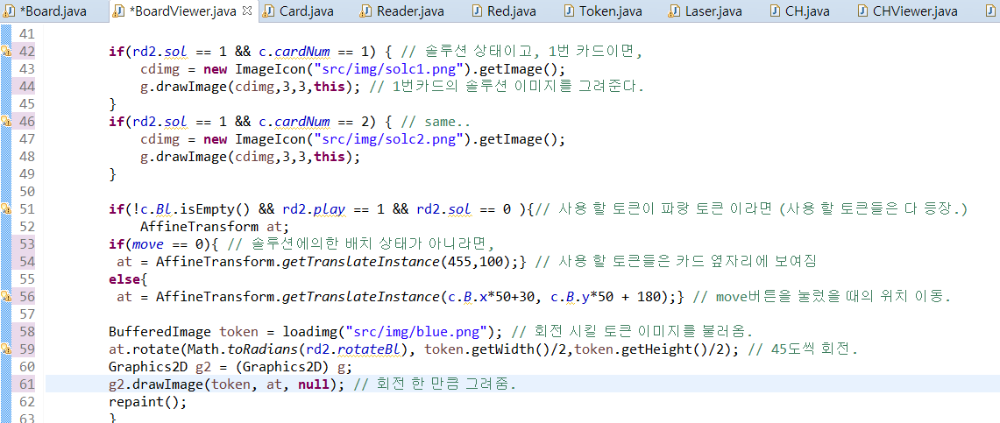 *Board.java *BoardViewer.java Card.java Reader.java Red.java Token.java Laser.java CH.java CHViewer.java
41
42 if(rd2.sol == 1 && c.cardNum == 1) { // 솔루션 상태이고, 1번 카드이면,
43 cdimg = new ImageIcon("src/img/solc1.png").getImage();
44 g.drawImage(cdimg,3,3,this); // 1번카드의 솔루션 이미지를 그려준다.
45 }
46 if(rd2.sol == 1 && c.cardNum == 2) { // same..
47 cdimg = new ImageIcon("src/img/solc2.png").getImage();
48 g.drawImage(cdimg,3,3,this);
49 }
50
51 if(!c.Bl.isEmpty() && rd2.play == 1 && rd2.sol == 0 ){// 사용 할 토큰이 파랑 토큰 이라면 (사용 할 토큰들은 다 등장.)
52 AffineTransform at;
53 if(move == 0){ // 솔루션에의한 배치 상태가 아니라면,
54 at = AffineTransform.getTranslateInstance(455,100);} // 사용 할 토큰들은 카드 옆자리에 보여짐
55 else{
56 at = AffineTransform.getTranslateInstance(c.B.x*50+30, c.B.y*50 + 180);} // move버튼을 눌렀을 때의 위치 이동.
57
58 BufferedImage token = loadimg("src/img/blue.png"); // 회전 시킬 토큰 이미지를 불러옴.
59 at.rotate(Math.toRadians(rd2.rotateBl), token.getWidth()/2,token.getHeight()/2); // 45도씩 회전.
60 Graphics2D g2 = (Graphics2D) g;
61 g2.drawImage(token, at, null); // 회전 한 만큼 그려줌.
62 repaint();
63 }